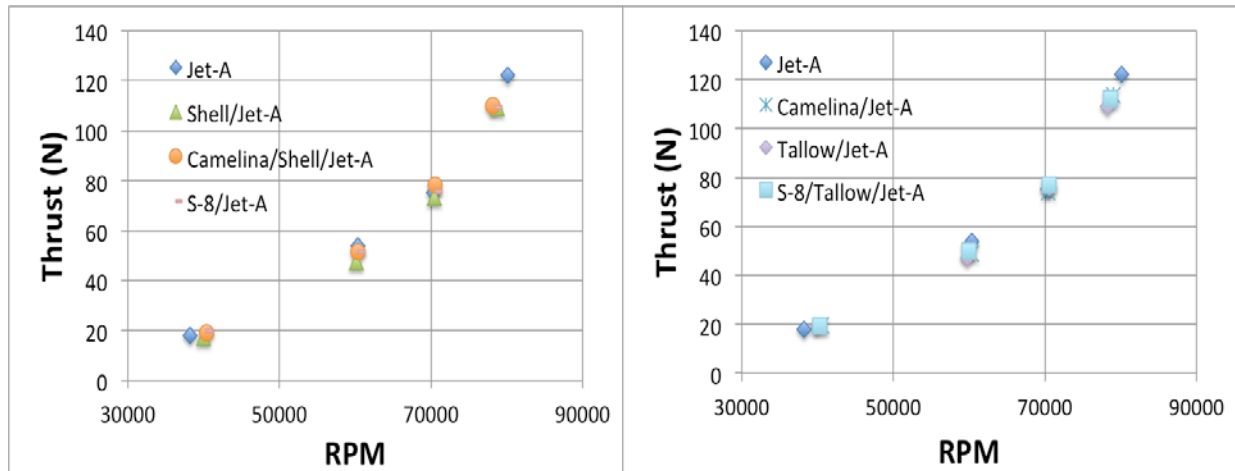 140
120
100
80
60
40
20
0
Thrust (N)
Jet-A
Shell/Jet-A
Camelina/Shell/Jet-A
S-8/Jet-A
30000 50000 70000 90000
RPM
140
120
100
80
60
40
20
0
Thrust (N)
Jet-A
Camelina/Jet-A
Tallow/Jet-A
S-8/Tallow/Jet-A
30000 50000 70000 90000
RPM